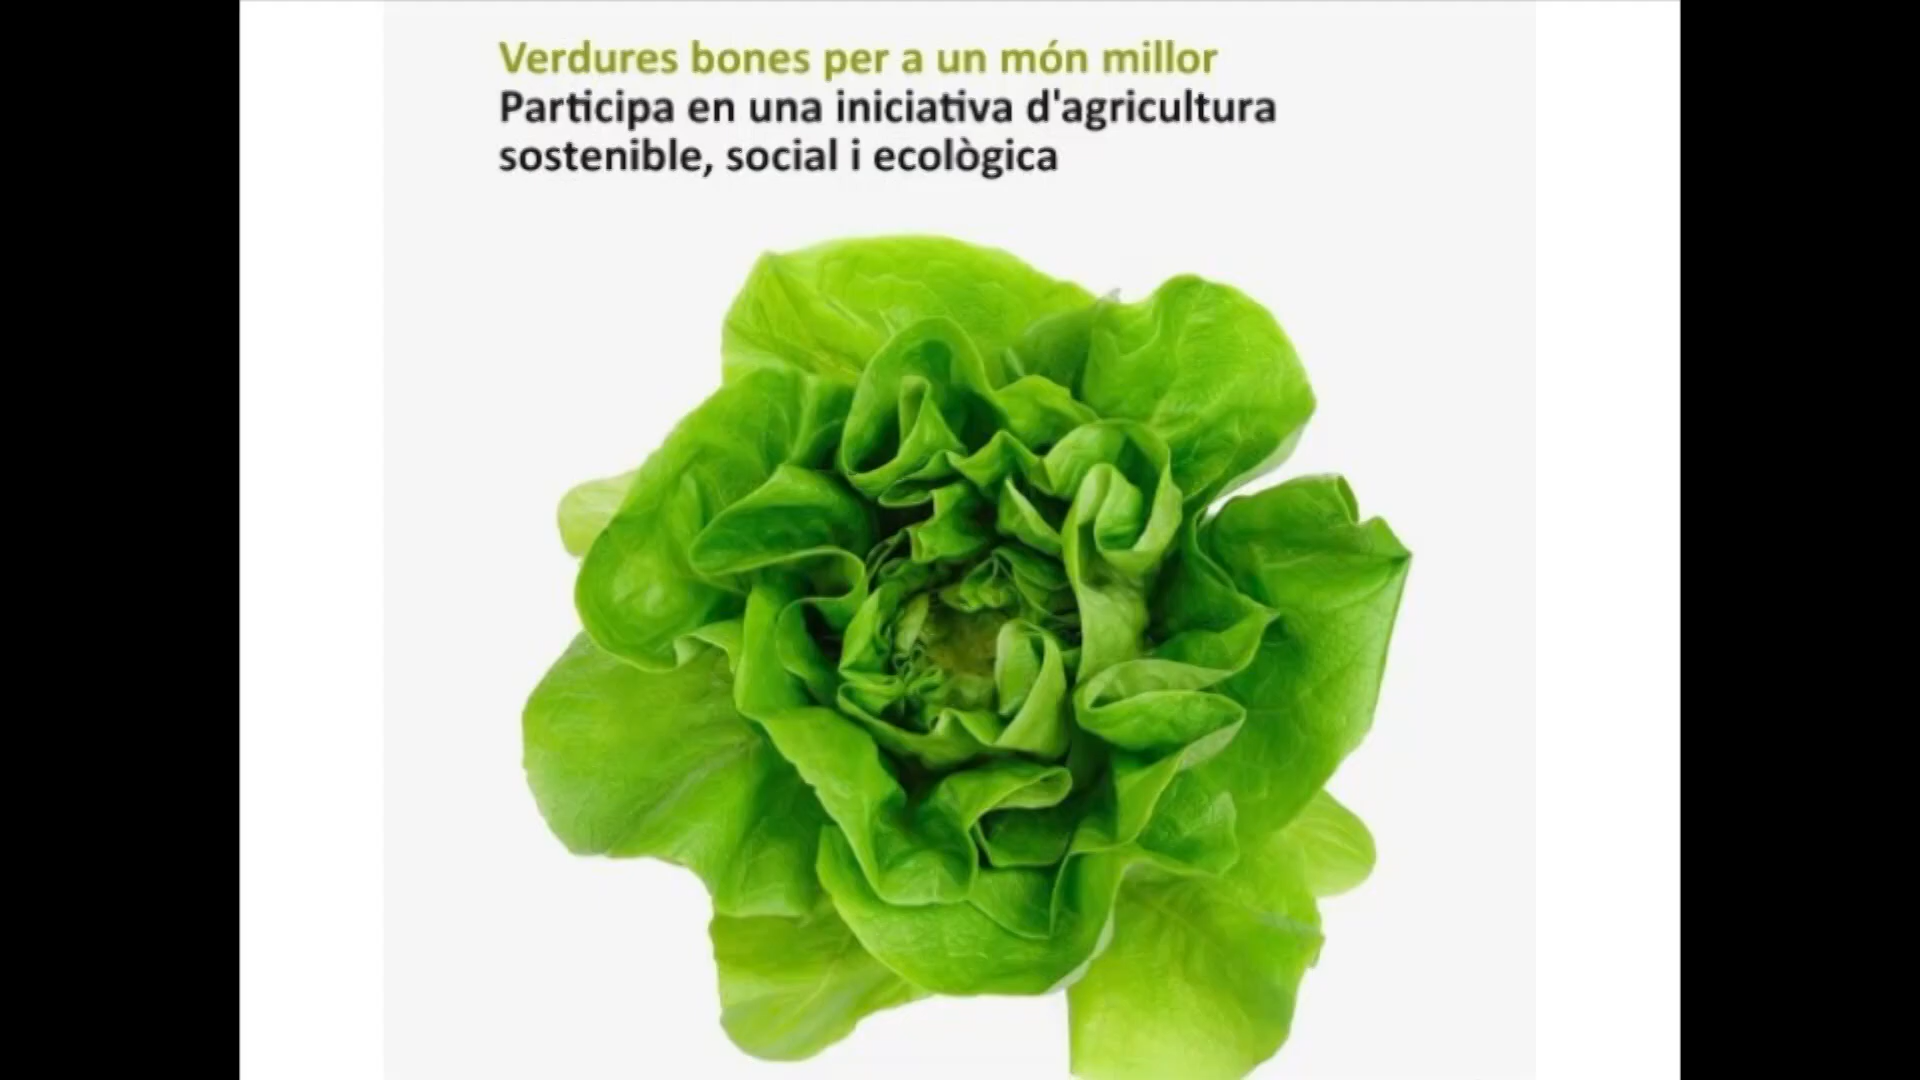 Verdures bones per a un món millor
Participa en una iniciativa d'agricultura
sostenible, social i ecològica